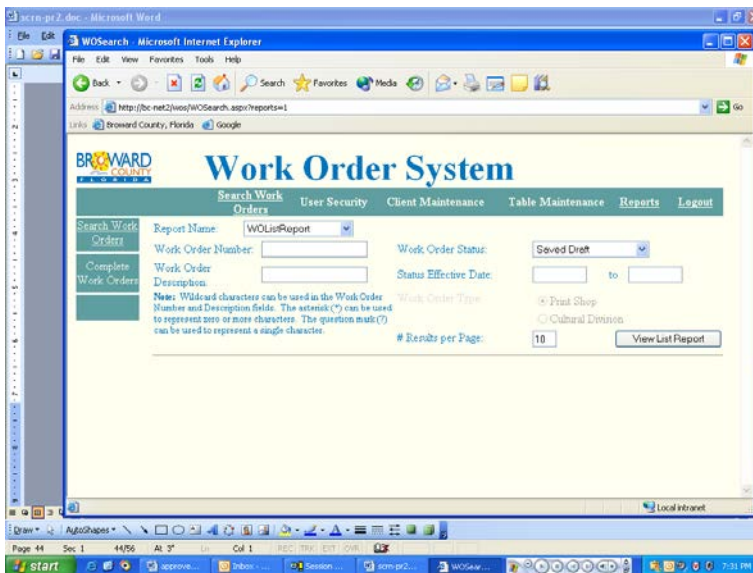 scrn-pr2.doc - Microsoft Word
File Edit
WOSearch - Microsoft Internet Explorer
File Edit View Favorites Tools Help
Back Search Favorites Media
Address http://bc-net2/wos/WOSearch.aspx?reports=1 Go
Links Broward County, Florida Google
BROWARD COUNTY
FLORIDA
Work Order System
Search Work Orders User Security Client Maintenance Table Maintenance Reports Logout
Search Work Orders
Complete Work Orders
Report Name: WOListReport
Work Order Number: Work Order Status: Saved Draft
Work Order Description: Status Effective Date: to
Note: Wildcard characters can be used in the Work Order
Number and Description fields. The asterisk (*) can be used
to represent zero or more characters. The question mark (?)
can be used to represent a single character.
Work Order Type Print Shop
Cultural Division
# Results per Page: 10 View List Report
Local intranet
Draw AutoShapes
Page 44 Sec 1 44/56 At 3" Ln Col 1 REC TRK EXT OVR
start approve... Inbox - ... Session ... scrn-pr2... WOSear... 7:31 PM